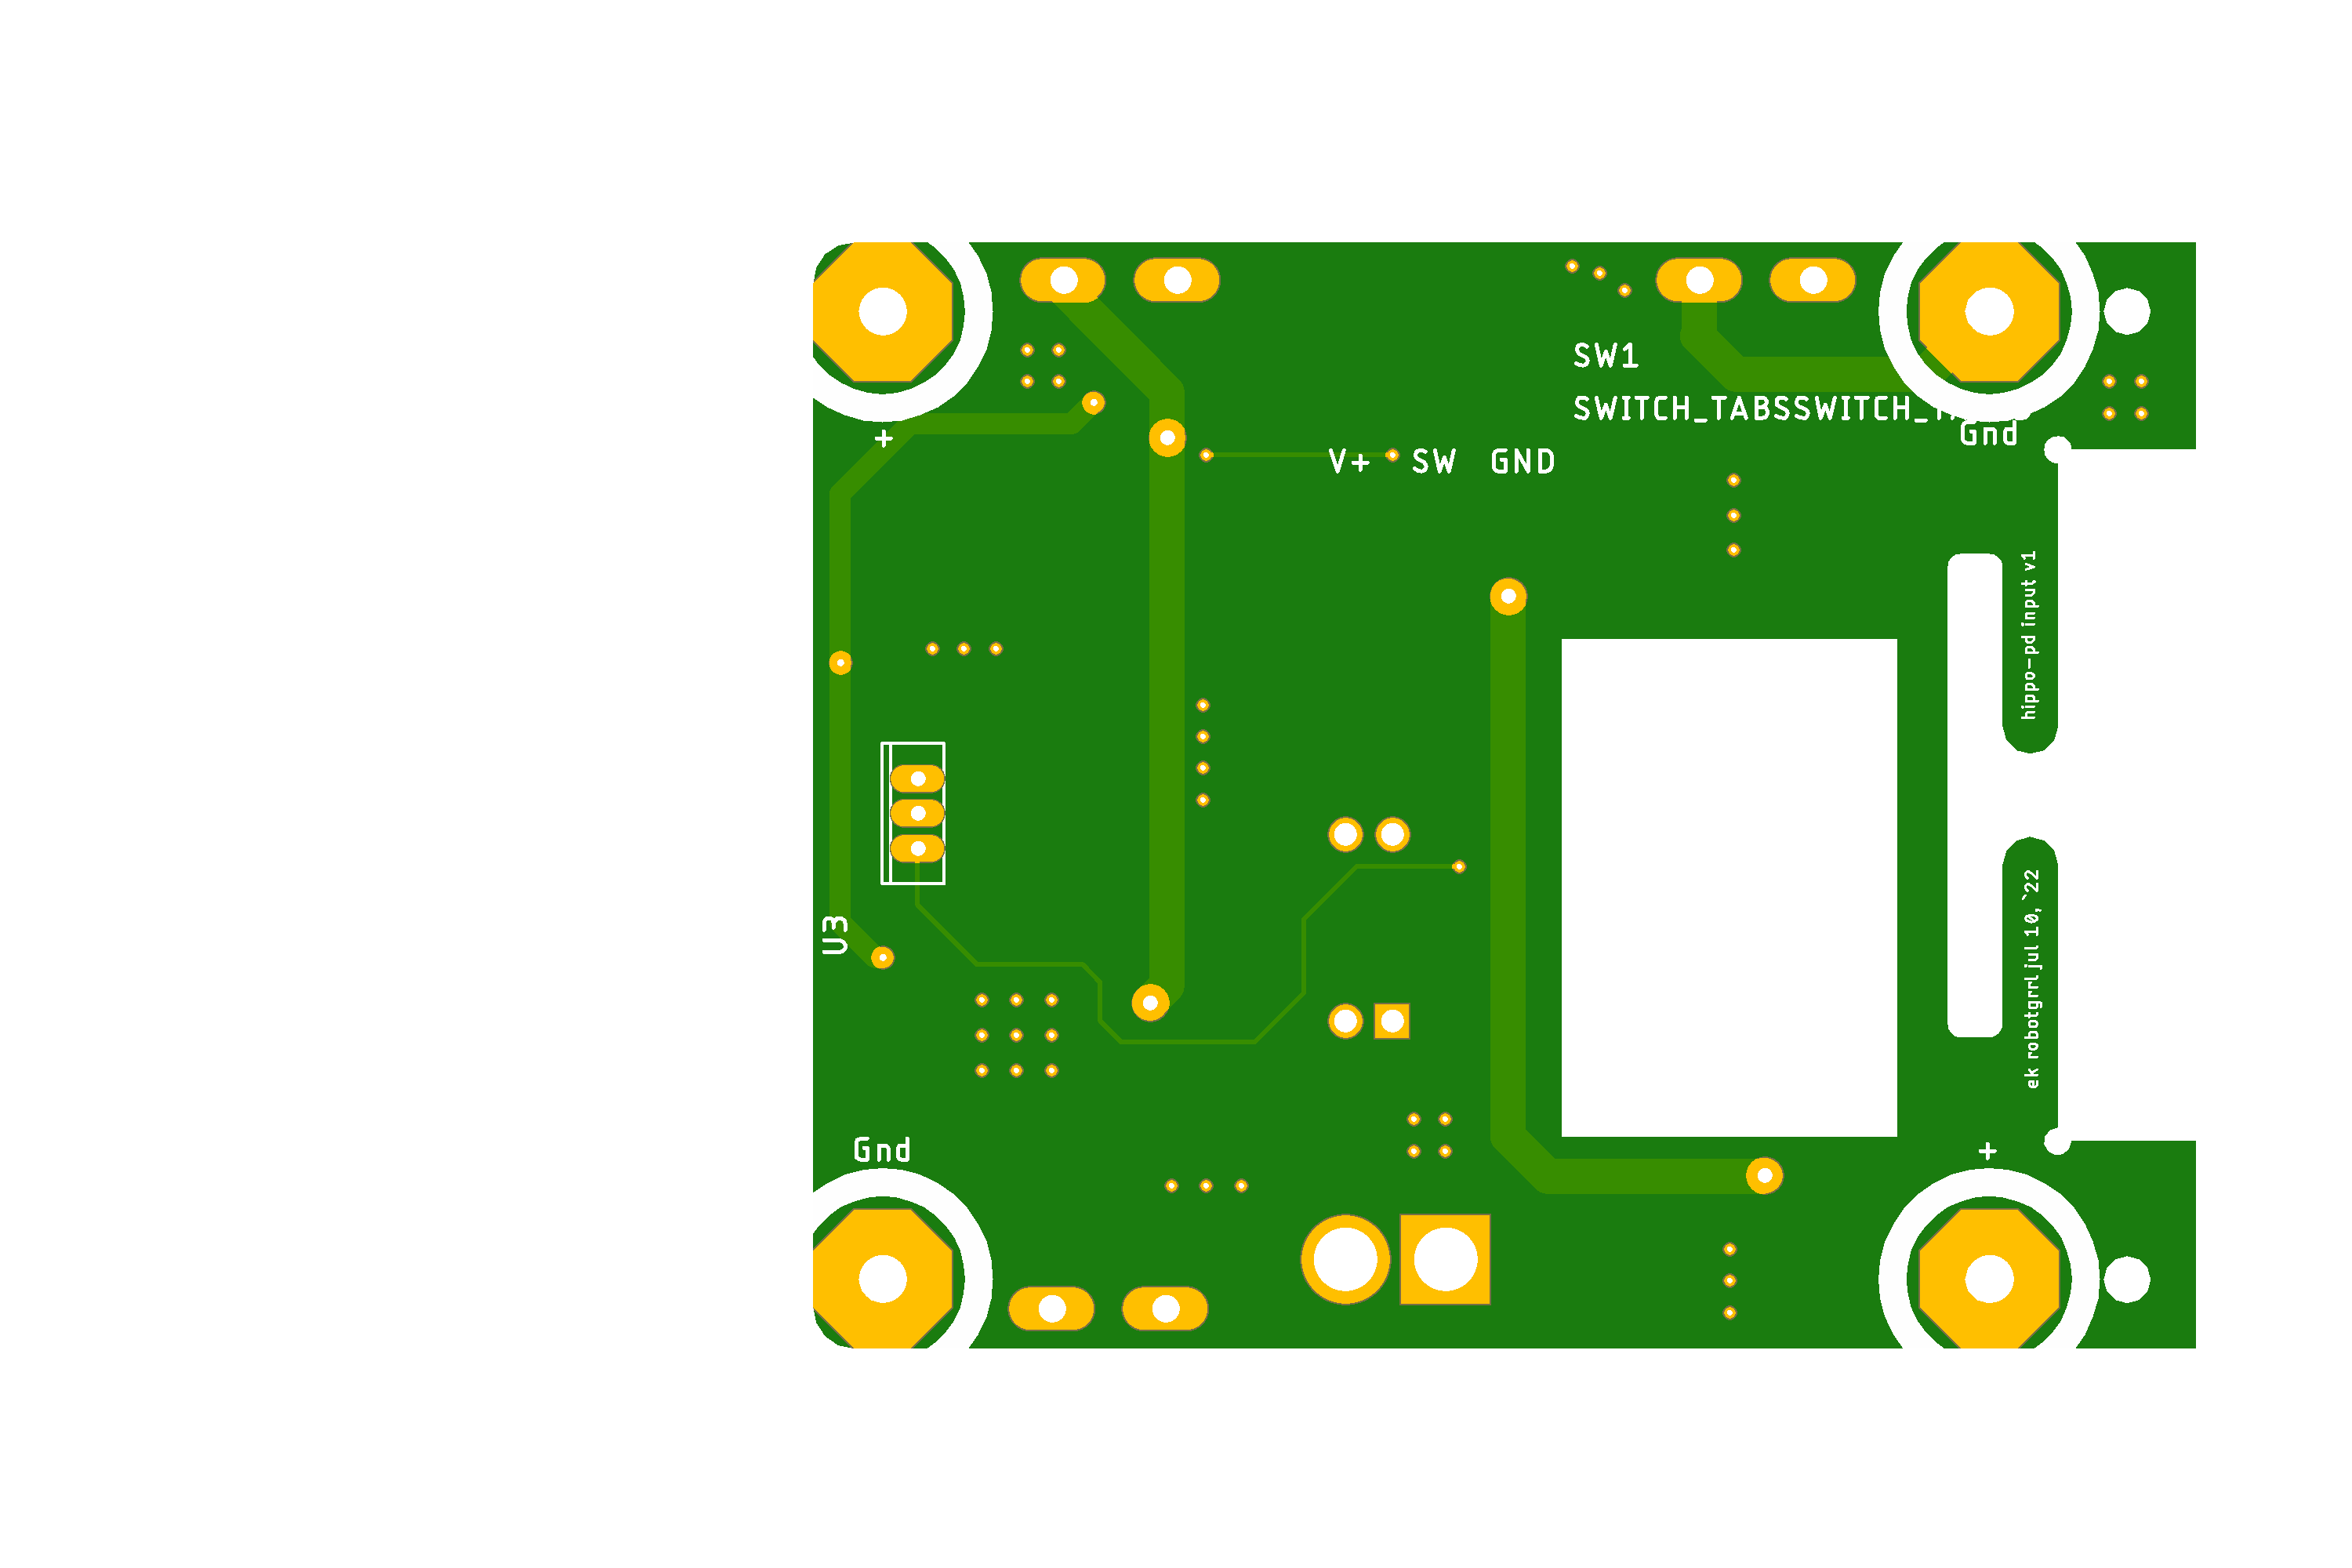 SW1
SWITCH_TABSSWITCH_
+
Gnd
V+ SW GND
hippo-pd input v1
U3
ek robotgrrl jul 10, `22
Gnd
+